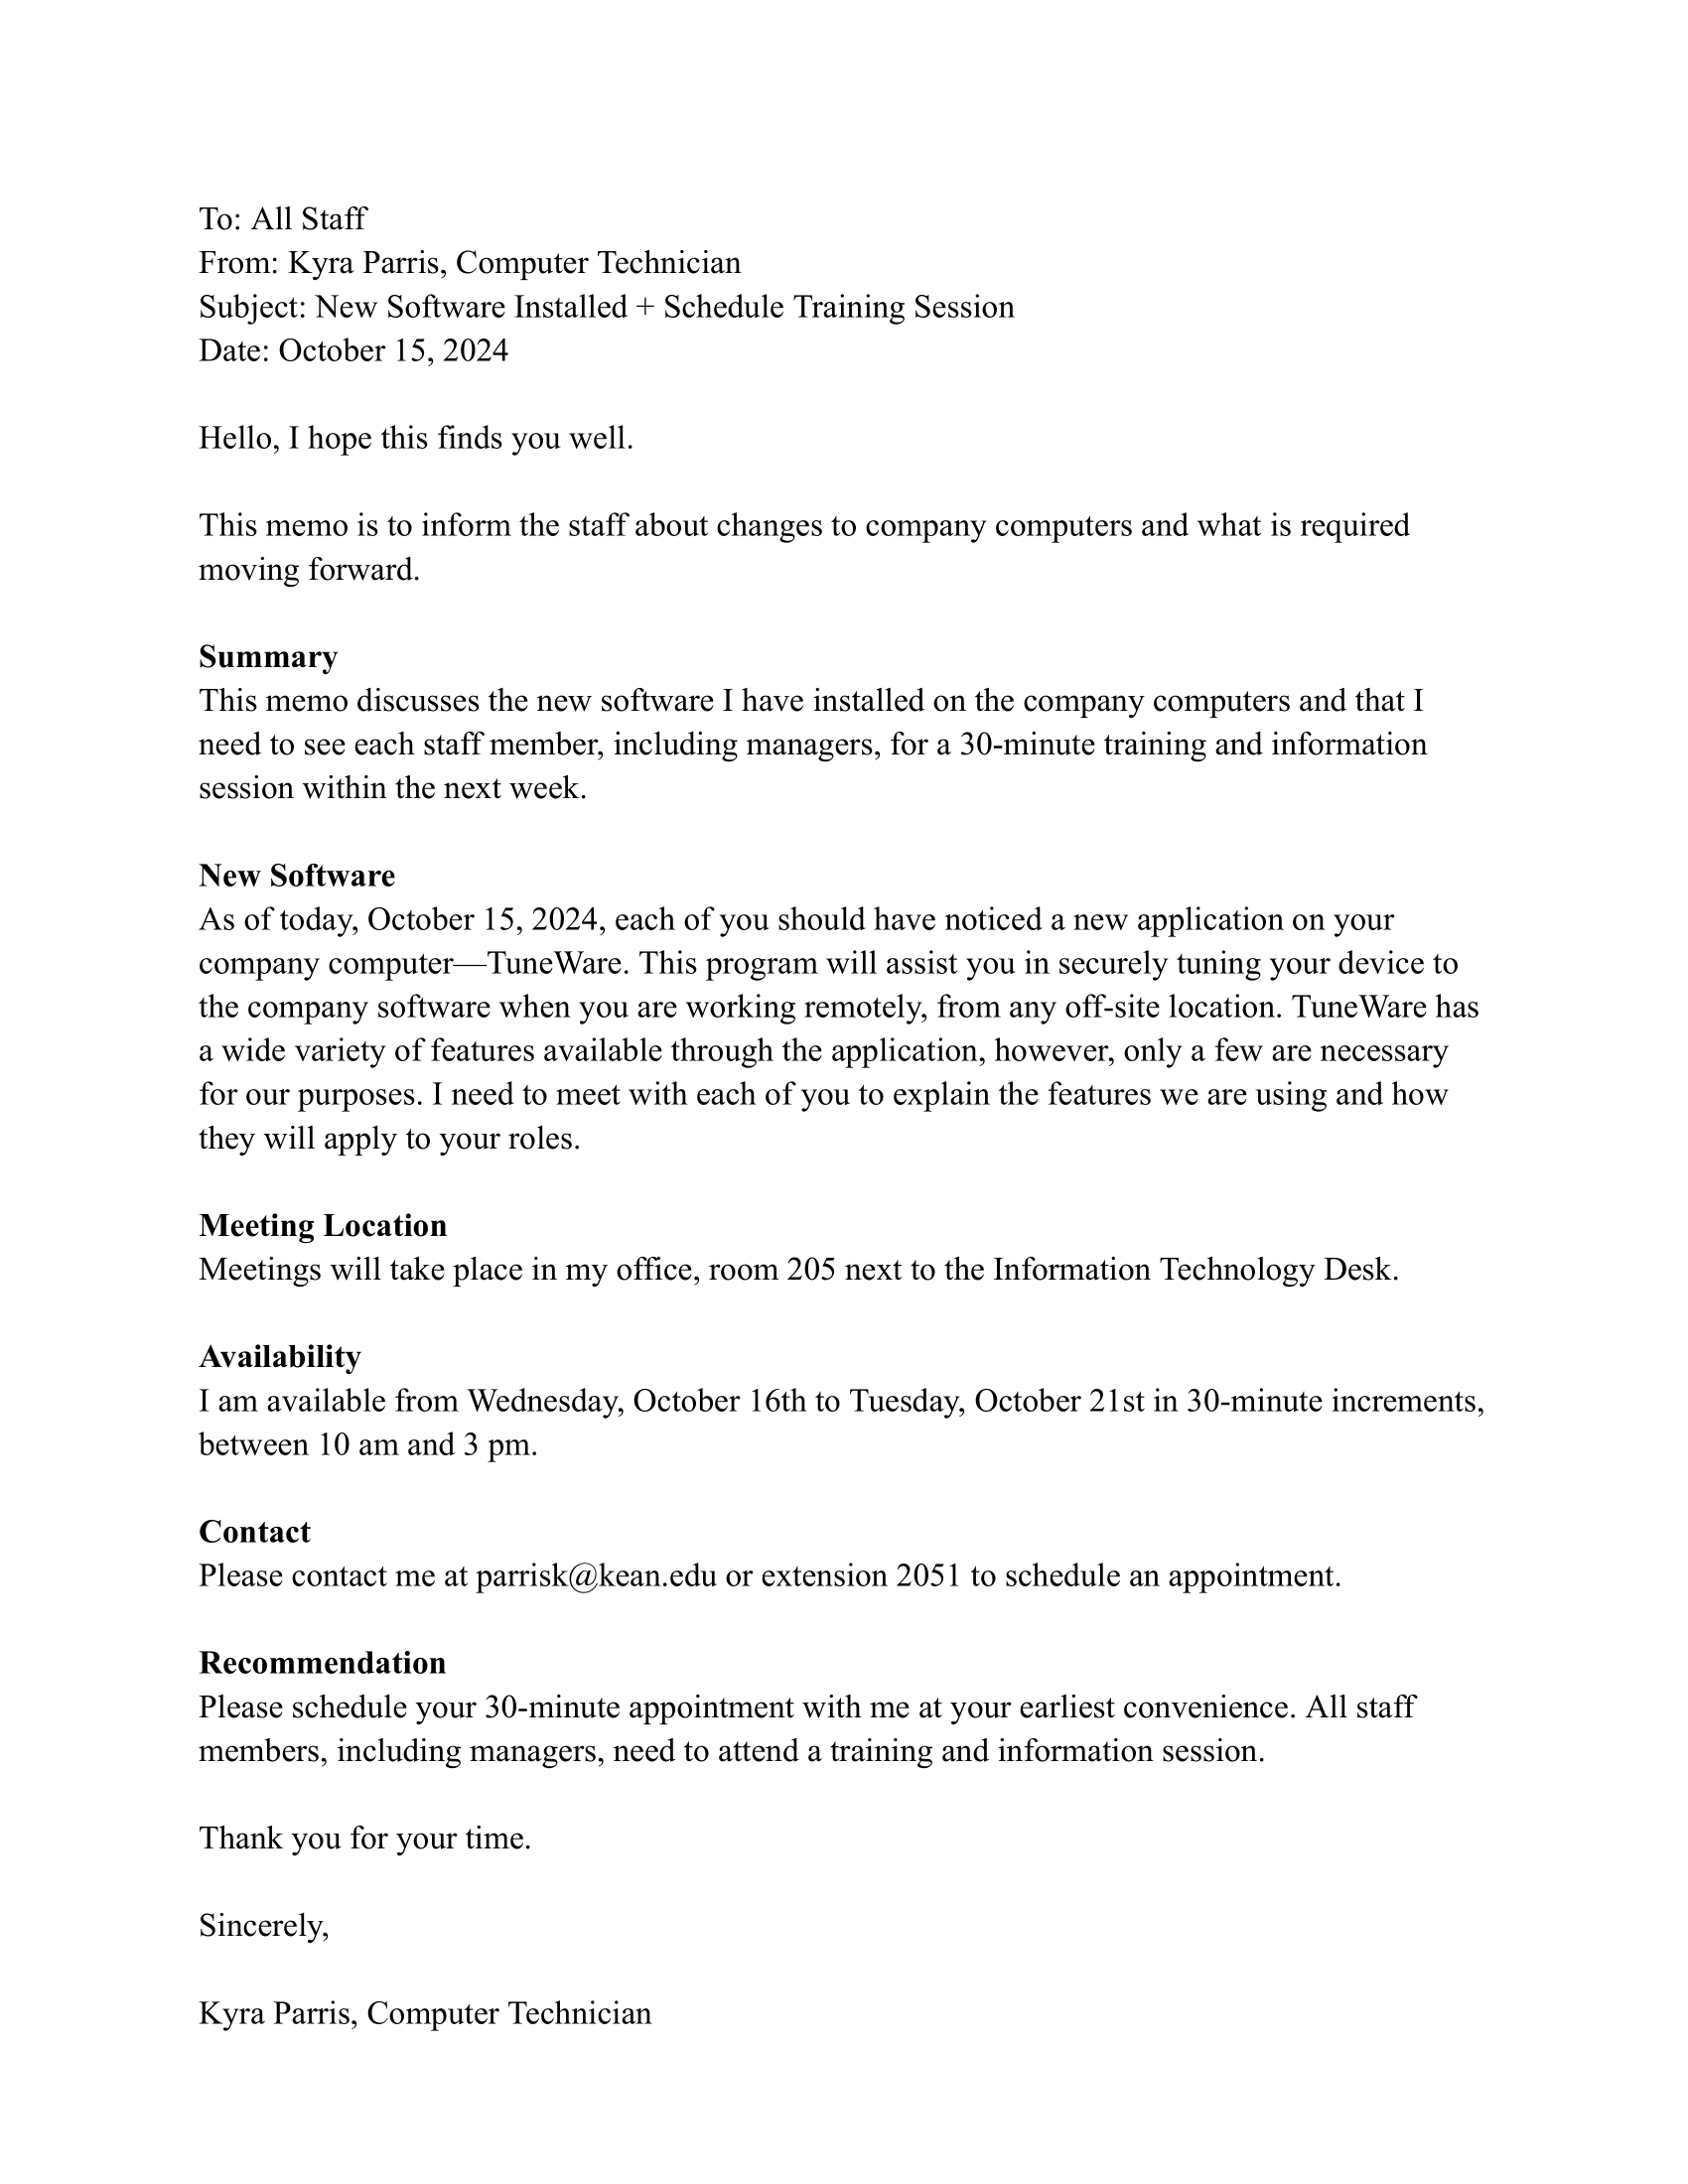 To: All Staff
From: Kyra Parris, Computer Technician
Subject: New Software Installed + Schedule Training Session
Date: October 15, 2024
Hello, I hope this finds you well.
This memo is to inform the staff about changes to company computers and what is required
moving forward.
Summary
This memo discusses the new software I have installed on the company computers and that I
need to see each staff member, including managers, for a 30-minute training and information
session within the next week.
New Software
As of today, October 15, 2024, each of you should have noticed a new application on your
company computer—TuneWare. This program will assist you in securely tuning your device to
the company software when you are working remotely, from any off-site location. TuneWare has
a wide variety of features available through the application, however, only a few are necessary
for our purposes. I need to meet with each of you to explain the features we are using and how
they will apply to your roles.
Meeting Location
Meetings will take place in my office, room 205 next to the Information Technology Desk.
Availability
I am available from Wednesday, October 16th to Tuesday, October 21st in 30-minute increments,
between 10 am and 3 pm.
Contact
Please contact me at parrisk@kean.edu or extension 2051 to schedule an appointment.
Recommendation
Please schedule your 30-minute appointment with me at your earliest convenience. All staff
members, including managers, need to attend a training and information session.
Thank you for your time.
Sincerely,
Kyra Parris, Computer Technician